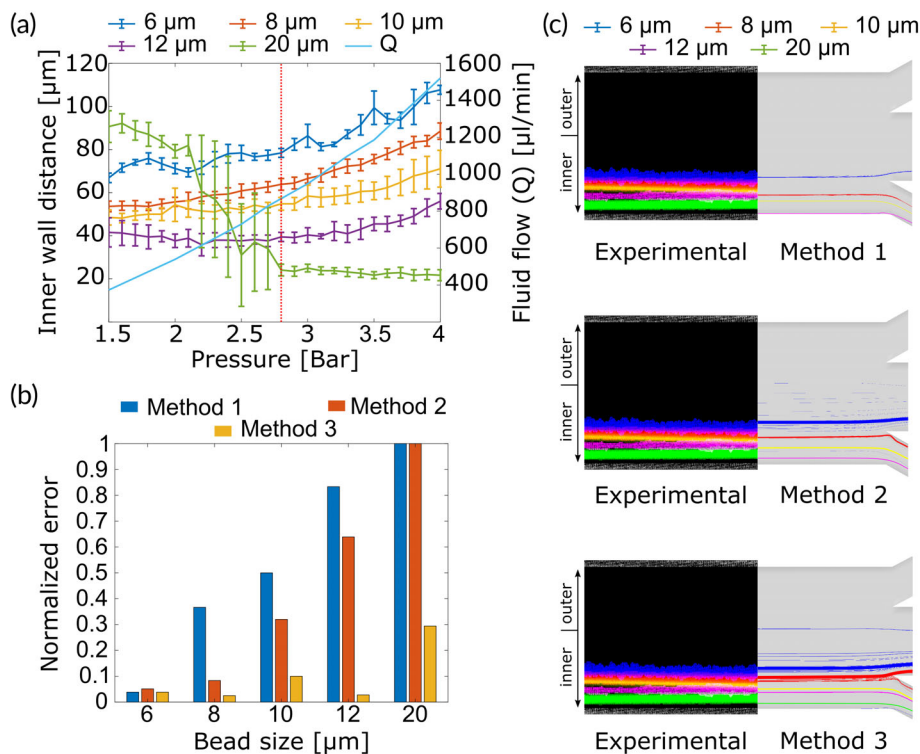 (a)
6 µm 8 µm 10 µm
12 µm 20 µm Q
Inner wall distance [µm]
120
100
80
60
40
20
1600
1400
1200
1000
800
600
400
Fluid flow (Q) [µl/min]
1.5 2 2.5 3 3.5 4
Pressure [Bar]
(b)
Method 1 Method 2
Method 3
Normalized error
1
0.9
0.8
0.7
0.6
0.5
0.4
0.3
0.2
0.1
0
6 8 10 12 20
Bead size [µm]
(c)
6 µm 8 µm 10 µm
12 µm 20 µm
outer
inner
Experimental Method 1
outer
inner
Experimental Method 2
outer
inner
Experimental Method 3